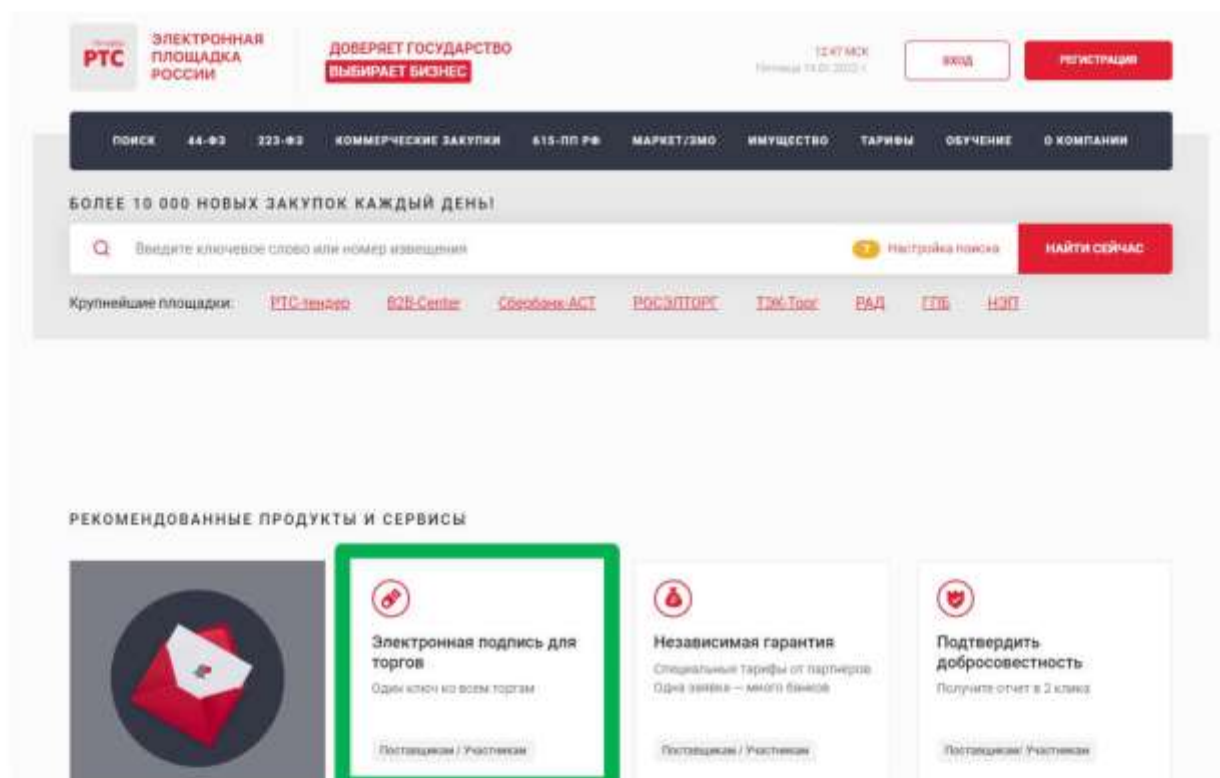 РТС
ЭЛЕКТРОННАЯ
ПЛОЩАДКА
РОССИИ
ДОВЕРЯЕТ ГОСУДАРСТВО
ВЫБИРАЕТ БИЗНЕС
12:47 МСК
Пятница
ВХОД
РЕГИСТРАЦИЯ
ПОИСК 44-ФЗ 223-ФЗ КОММЕРЧЕСКИЕ ЗАКУПКИ 615-ПП РФ МАРКЕТ/ЗМО ИМУЩЕСТВО ТАРИФЫ ОБУЧЕНИЕ О КОМПАНИИ
БОЛЕЕ 10 000 НОВЫХ ЗАКУПОК КАЖДЫЙ ДЕНЬ!
Введите ключевое слово или номер извещения
Настройка поиска
НАЙТИ СЕЙЧАС
Крупнейшие площадки: РТС-тендер B2B-Center Сбербанк-АСТ РОСЭЛТОРГ ТЭК-Торг РАД ГПБ НЭП
РЕКОМЕНДОВАННЫЕ ПРОДУКТЫ И СЕРВИСЫ
Электронная подпись для
торгов
Один ключ ко всем торгам
Поставщикам / Участникам
Независимая гарантия
Специальные тарифы от партнеров
Одна заявка — много банков
Поставщикам / Участникам
Подтвердить
добросовестность
Получите отчет в 2 клика
Поставщикам/ Участникам